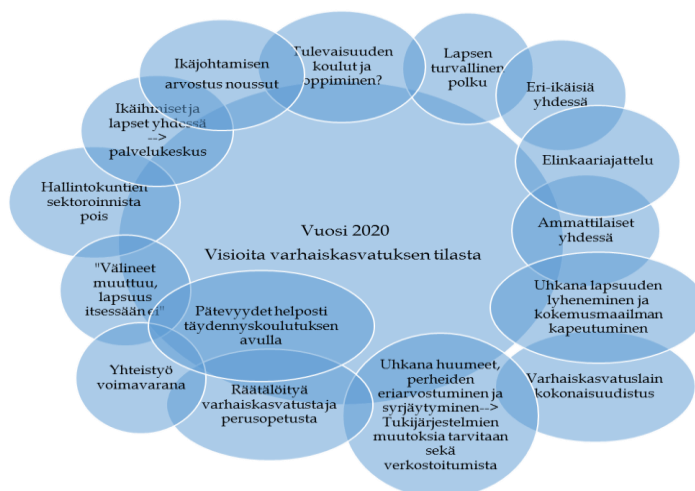 Ikäjohtamisen
arvostus noussut
Tulevaisuuden
koulut ja
oppiminen?
Lapsen
turvallinen
polku
Eri-ikäisiä
yhdessä
Elinkaariajattelu
Ammattilaiset
yhdessä
Uhkana lapsuuden
lyheneminen ja
kokemusmaailman
kapeutuminen
Varhaiskasvatuslain
kokonaisuudistus
Uhkana huumeet,
perheiden
eriarvostuminen ja
syrjäytyminen-->
Tukijärjestelmien
muutoksia tarvitaan
sekä
verkostoitumista
Räätälöityä
varhaiskasvatusta ja
perusopetusta
Pätevyydet helposti
täydennyskoulutuksen
avulla
Yhteistyö
voimavarana
"Välineet
muuttuu,
lapsuus
itsessään ei"
Hallintokuntien
sektoroinnista
pois
Ikäihmiset ja
lapset yhdessä
-->
palvelukeskus
Vuosi 2020
Visioita varhaiskasvatuksen tilasta